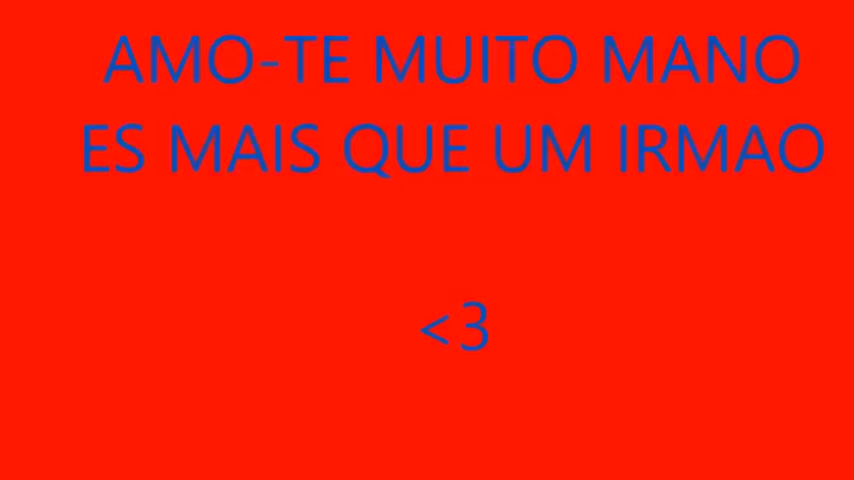 AMO-TE MUITO MANO
ES MAIS QUE UM IRMAO
<3